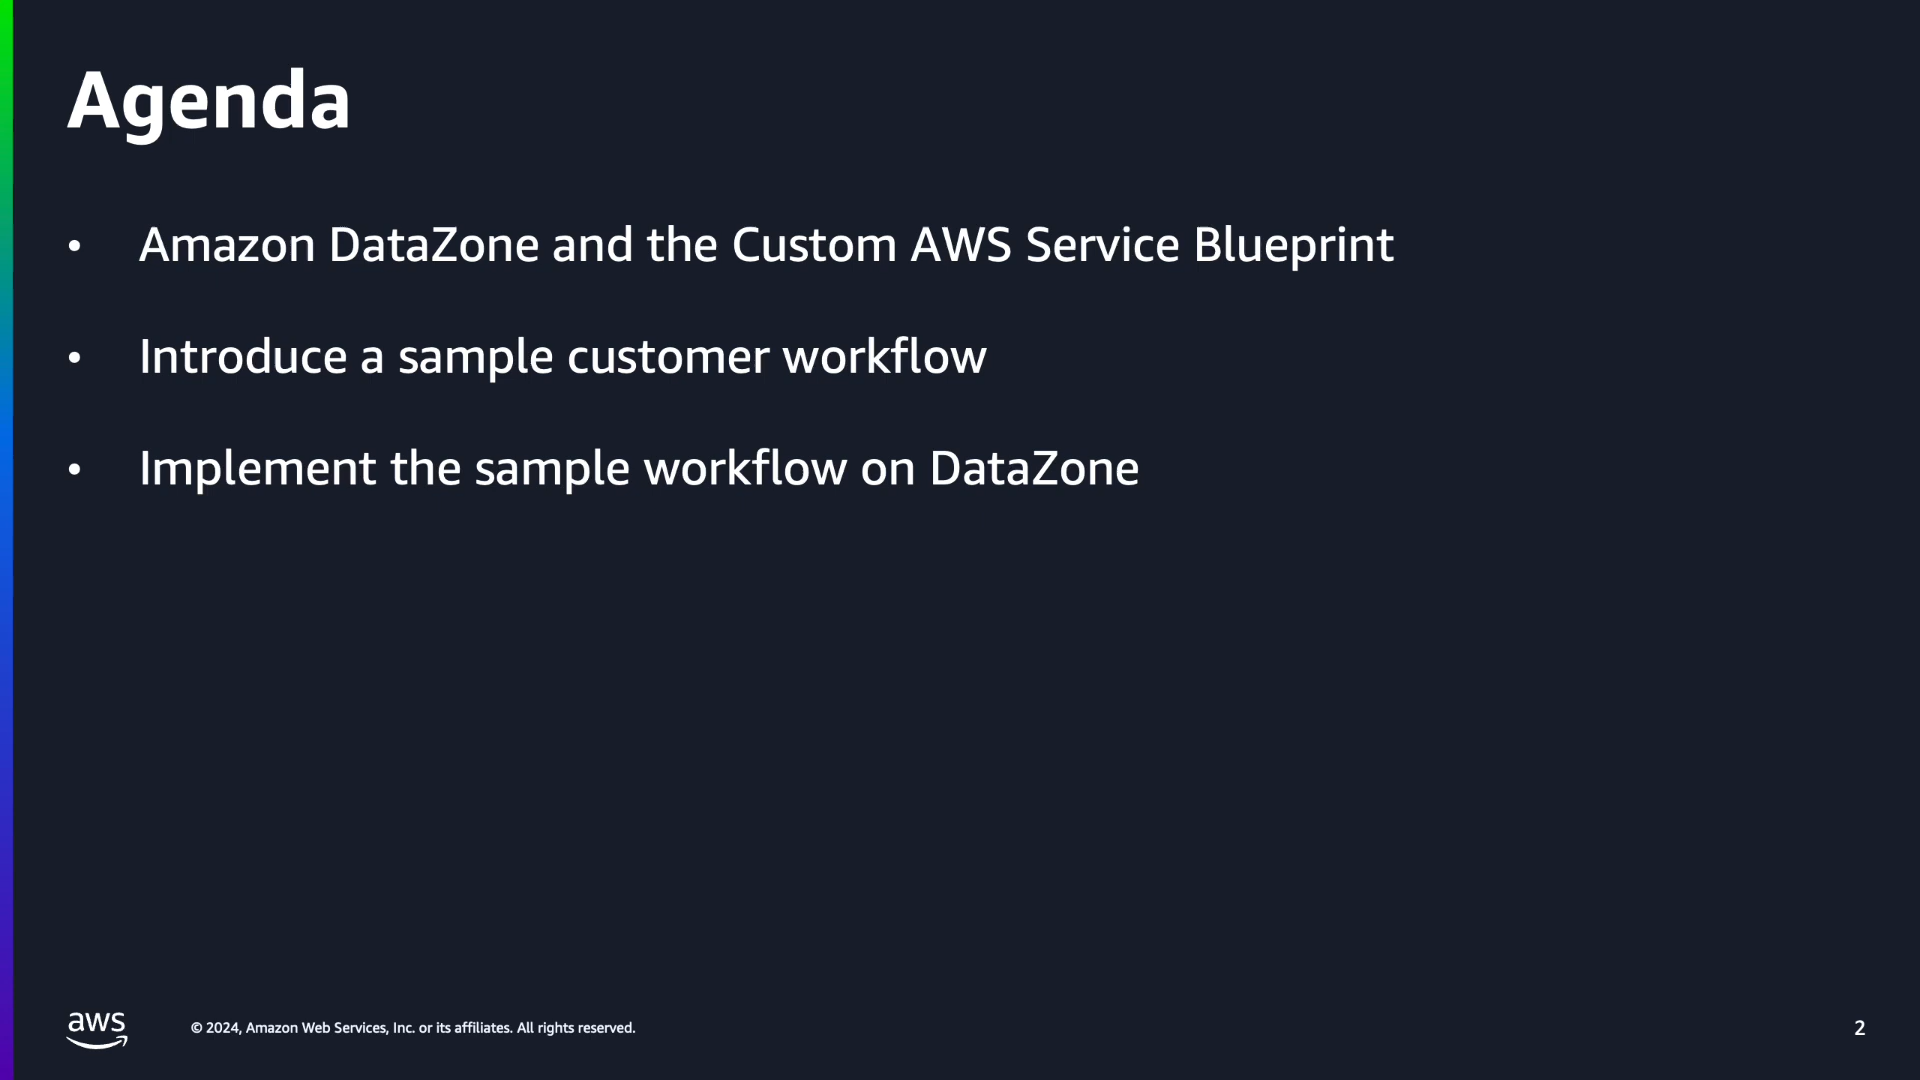 Agenda
• Amazon DataZone and the Custom AWS Service Blueprint
• Introduce a sample customer workflow
• Implement the sample workflow on DataZone
aws
© 2024, Amazon Web Services, Inc. or its affiliates. All rights reserved.
2